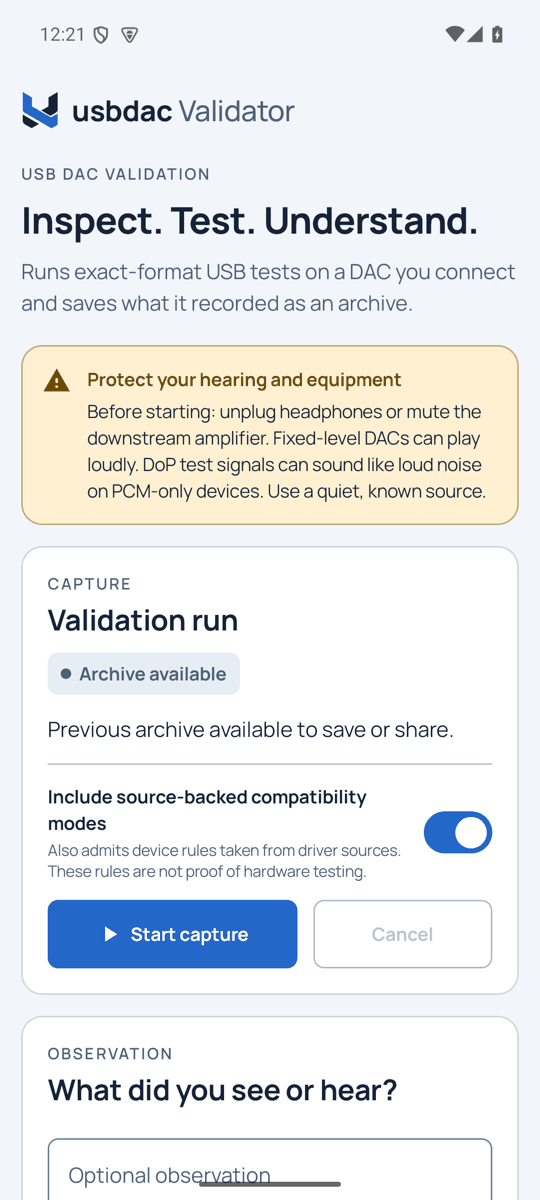 12:21
usbdac Validator
USB DAC VALIDATION
Inspect. Test. Understand.
Runs exact-format USB tests on a DAC you connect
and saves what it recorded as an archive.
Protect your hearing and equipment
Before starting: unplug headphones or mute the
downstream amplifier. Fixed-level DACs can play
loudly. DoP test signals can sound like loud noise
on PCM-only devices. Use a quiet, known source.
CAPTURE
Validation run
Archive available
Previous archive available to save or share.
Include source-backed compatibility
modes
Also admits device rules taken from driver sources.
These rules are not proof of hardware testing.
Start capture
Cancel
OBSERVATION
What did you see or hear?
Optional observation